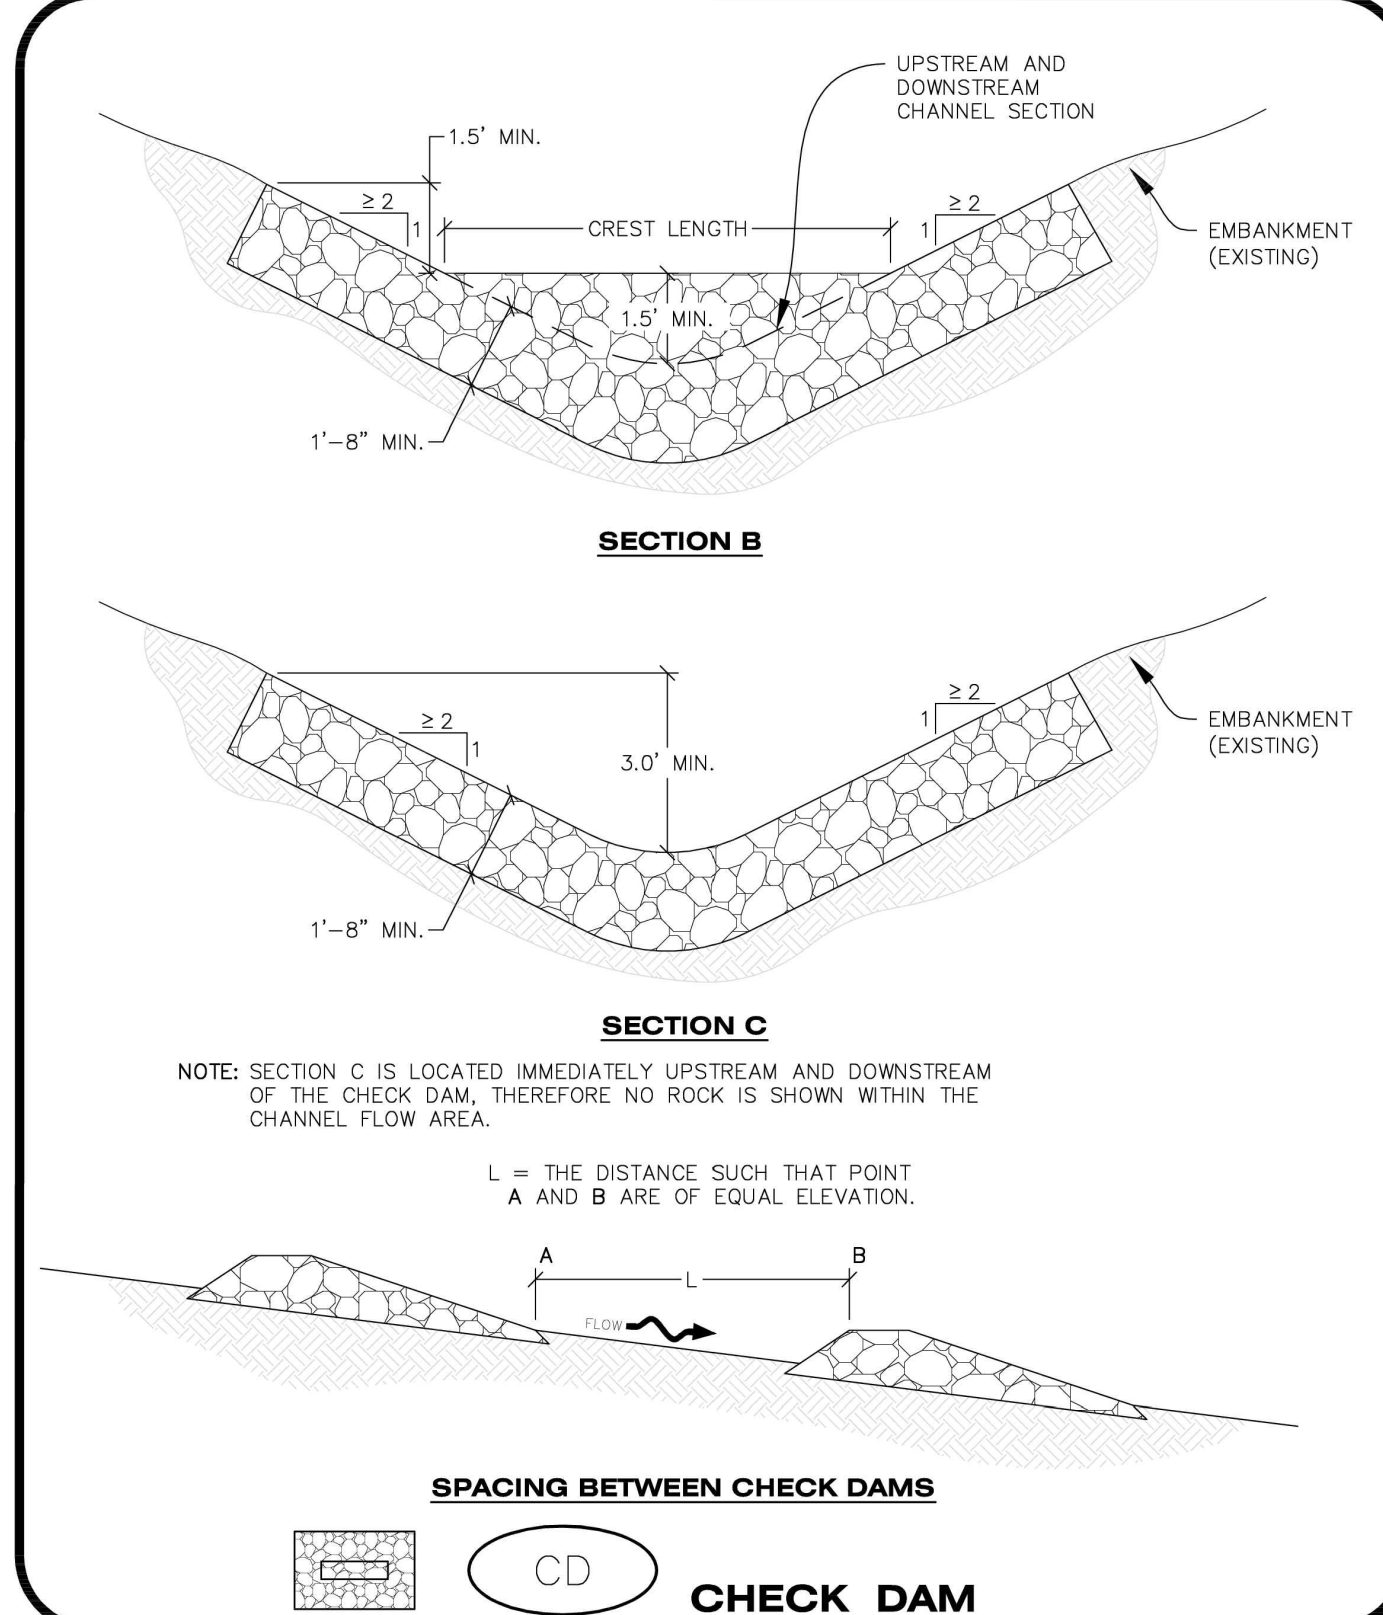 UPSTREAM AND
DOWNSTREAM
CHANNEL SECTION
1.5' MIN.
≥ 2
1
CREST LENGTH
≥ 2
1
EMBANKMENT
(EXISTING)
1.5' MIN.
1'-8" MIN.
SECTION B
≥ 2
1
≥ 2
1
EMBANKMENT
(EXISTING)
3.0' MIN.
1'-8" MIN.
SECTION C
NOTE: SECTION C IS LOCATED IMMEDIATELY UPSTREAM AND DOWNSTREAM
OF THE CHECK DAM, THEREFORE NO ROCK IS SHOWN WITHIN THE
CHANNEL FLOW AREA.
L = THE DISTANCE SUCH THAT POINT
A AND B ARE OF EQUAL ELEVATION.
A
B
L
FLOW
SPACING BETWEEN CHECK DAMS
CD
CHECK DAM